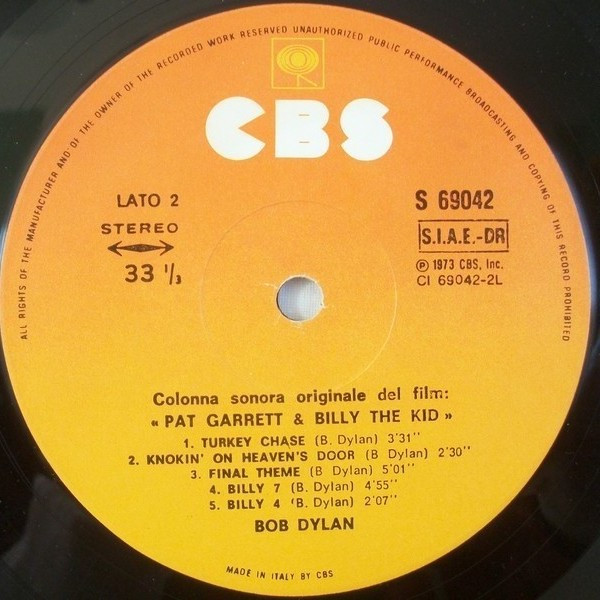 ALL RIGHTS OF THE MANUFACTURER AND OF THE OWNER OF THE RECORDED WORK RESERVED UNAUTHORIZED PUBLIC PERFORMANCE BROADCASTING AND COPYING OF THIS RECORD PROHIBITED
CBS
LATO 2
STEREO
33 1/3
S 69042
S.I.A.E.-DR
℗ 1973 CBS, Inc.
CI 69042-2L
Colonna sonora originale del film:
« PAT GARRETT & BILLY THE KID »
1. TURKEY CHASE (B. Dylan) 3'31''
2. KNOKIN' ON HEAVEN'S DOOR (B Dylan) 2'30''
3. FINAL THEME (B Dylan) 5'01''
4. BILLY 7 (B. Dylan) 4'55''
5. BILLY 4 'B. Dylan) 2'07''
BOB DYLAN
MADE IN ITALY BY CBS